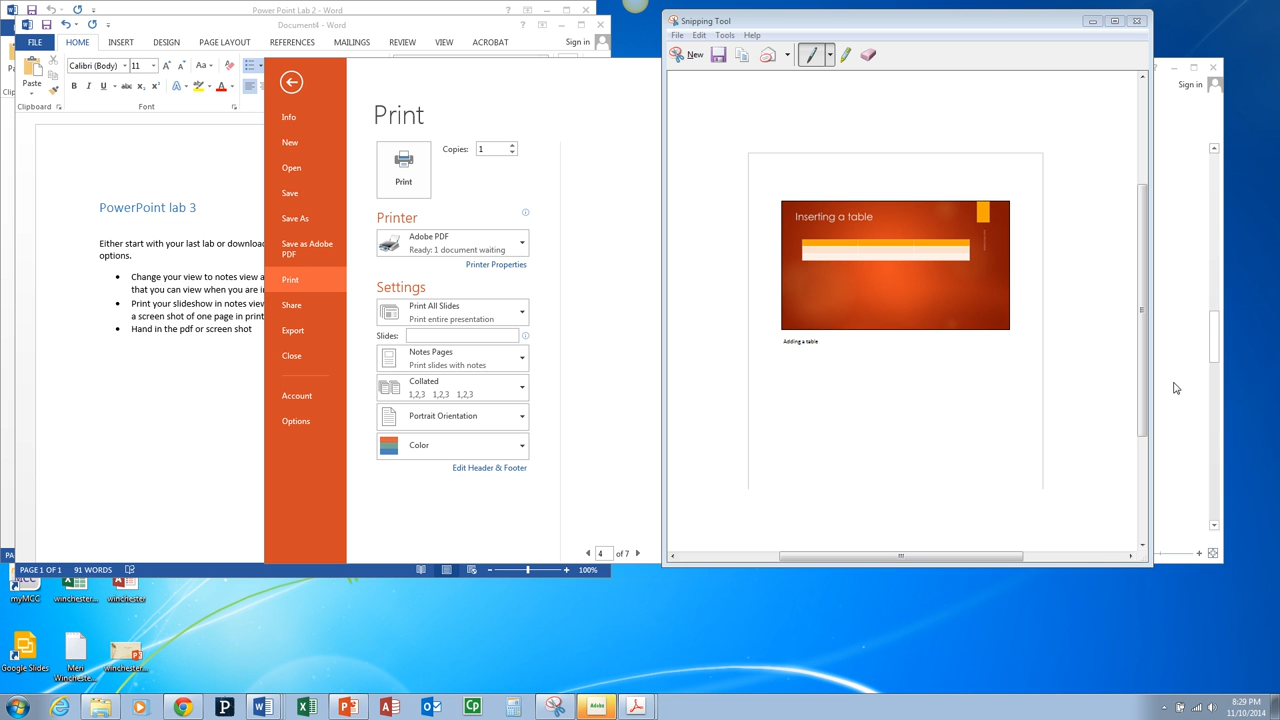 Power Point Lab 2 - Word
Document4 - Word
FILE
HOME
INSERT
DESIGN
PAGE LAYOUT
REFERENCES
MAILINGS
REVIEW
VIEW
ACROBAT
Sign in
Calibri (Body)
11
Paste
Clipboard
Font
PowerPoint lab 3
Either start with your last lab or download
options.
Change your view to notes view a
that you can view when you are in
Print your slideshow in notes view
a screen shot of one page in print
Hand in the pdf or screen shot
PAGE 1 OF 1
91 WORDS
100%
Info
New
Open
Save
Save As
Save as Adobe
PDF
Print
Share
Export
Close
Account
Options
Print
Print
Copies: 1
Printer
Adobe PDF
Ready: 1 document waiting
Printer Properties
Settings
Print All Slides
Print entire presentation
Slides:
Notes Pages
Print slides with notes
Collated
1,2,3 1,2,3 1,2,3
Portrait Orientation
Color
Edit Header & Footer
4 of 7
Snipping Tool
File
Edit
Tools
Help
New
Inserting a table
Adding a table
Sign in
myMCC
winchester...
winchester
Google Slides
Meri
Wincheste...
winchester...
8:29 PM
11/10/2014